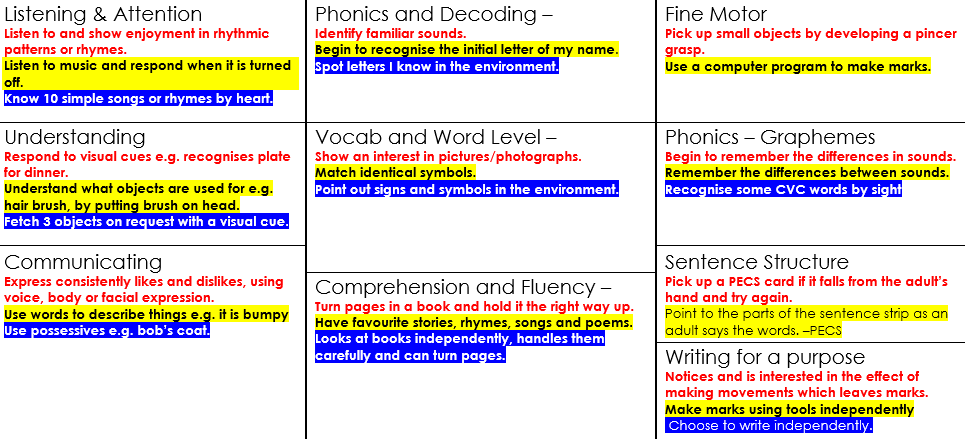 Listening & Attention
Listen to and show enjoyment in rhythmic
patterns or rhymes.
Listen to music and respond when it is turned
off.
Know 10 simple songs or rhymes by heart.
Understanding
Respond to visual cues e.g. recognises plate
for dinner.
Understand what objects are used for e.g.
hair brush, by putting brush on head.
Fetch 3 objects on request with a visual cue.
Communicating
Express consistently likes and dislikes, using
voice, body or facial expression.
Use words to describe things e.g. it is bumpy
Use possessives e.g. bob's coat.
Phonics and Decoding –
Identify familiar sounds.
Begin to recognise the initial letter of my name.
Spot letters I know in the environment.
Vocab and Word Level –
Show an interest in pictures/photographs.
Match identical symbols.
Point out signs and symbols in the environment.
Comprehension and Fluency –
Turn pages in a book and hold it the right way up.
Have favourite stories, rhymes, songs and poems.
Looks at books independently, handles them
carefully and can turn pages.
Fine Motor
Pick up small objects by developing a pincer
grasp.
Use a computer program to make marks.
Phonics – Graphemes
Begin to remember the differences in sounds.
Remember the differences between sounds.
Recognise some CVC words by sight
Sentence Structure
Pick up a PECS card if it falls from the adult's
hand and try again.
Point to the parts of the sentence strip as an
adult says the words. –PECS
Writing for a purpose
Notices and is interested in the effect of
making movements which leaves marks.
Make marks using tools independently
Choose to write independently.